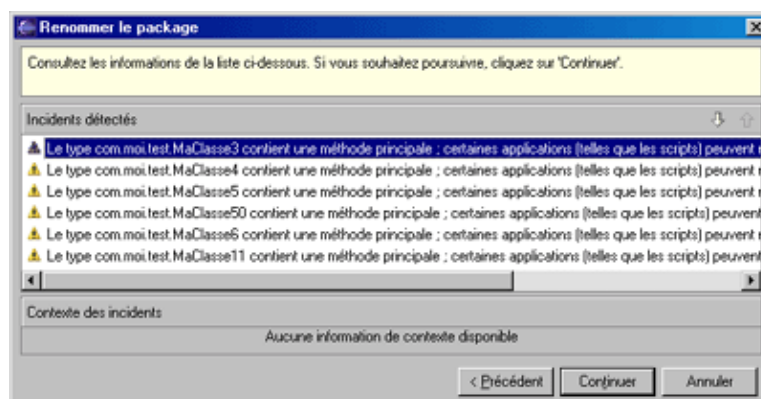 Renommer le package
Consultez les informations de la liste ci-dessous. Si vous souhaitez poursuivre, cliquez sur 'Continuer'.
Incidents détectés
Le type com.moi.test.MaClasse3 contient une méthode principale ; certaines applications (telles que les scripts) peuvent
Le type com.moi.test.MaClasse4 contient une méthode principale ; certaines applications (telles que les scripts) peuvent
Le type com.moi.test.MaClasse5 contient une méthode principale ; certaines applications (telles que les scripts) peuvent
Le type com.moi.test.MaClasse50 contient une méthode principale ; certaines applications (telles que les scripts) peuvent
Le type com.moi.test.MaClasse6 contient une méthode principale ; certaines applications (telles que les scripts) peuvent
Le type com.moi.test.MaClasse11 contient une méthode principale ; certaines applications (telles que les scripts) peuvent
Contexte des incidents
Aucune information de contexte disponible
< Précédent Continuer Annuler